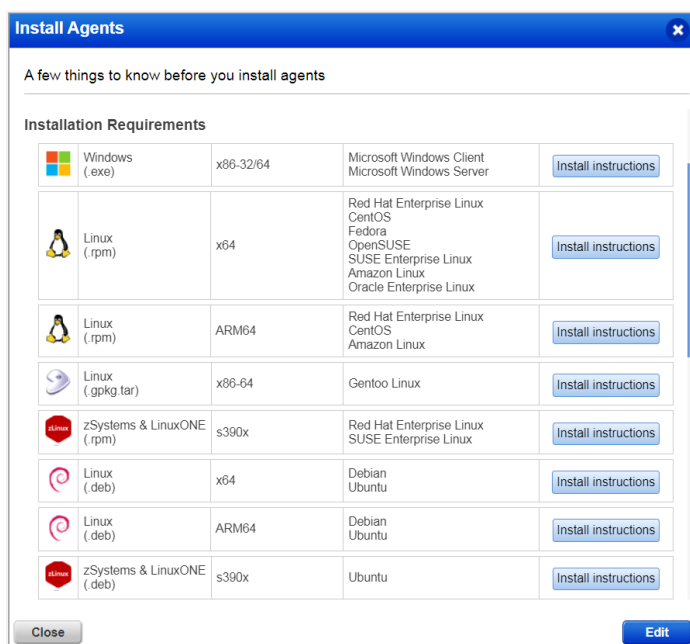 Install Agents
A few things to know before you install agents
Installation Requirements
Windows
(.exe)
x86-32/64
Microsoft Windows Client
Microsoft Windows Server
Install instructions
Linux
(.rpm)
x64
Red Hat Enterprise Linux
CentOS
Fedora
OpenSUSE
SUSE Enterprise Linux
Amazon Linux
Oracle Enterprise Linux
Install instructions
Linux
(.rpm)
ARM64
Red Hat Enterprise Linux
CentOS
Amazon Linux
Install instructions
Linux
(.gpkg.tar)
x86-64
Gentoo Linux
Install instructions
zLinux
zSystems & LinuxONE
(.rpm)
s390x
Red Hat Enterprise Linux
SUSE Enterprise Linux
Install instructions
Linux
(.deb)
x64
Debian
Ubuntu
Install instructions
Linux
(.deb)
ARM64
Debian
Ubuntu
Install instructions
zLinux
zSystems & LinuxONE
(.deb)
s390x
Ubuntu
Install instructions
Close
Edit